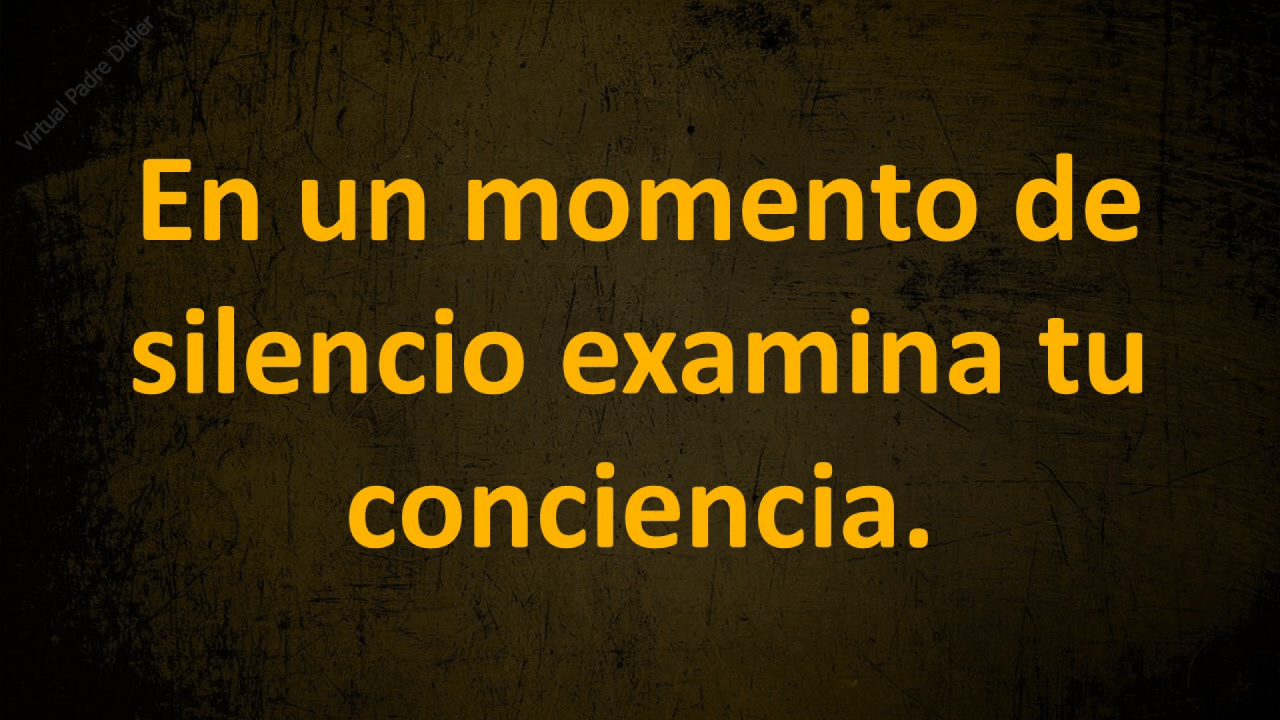 Virtual Padre Didier
En un momento de
silencio examina tu
conciencia.